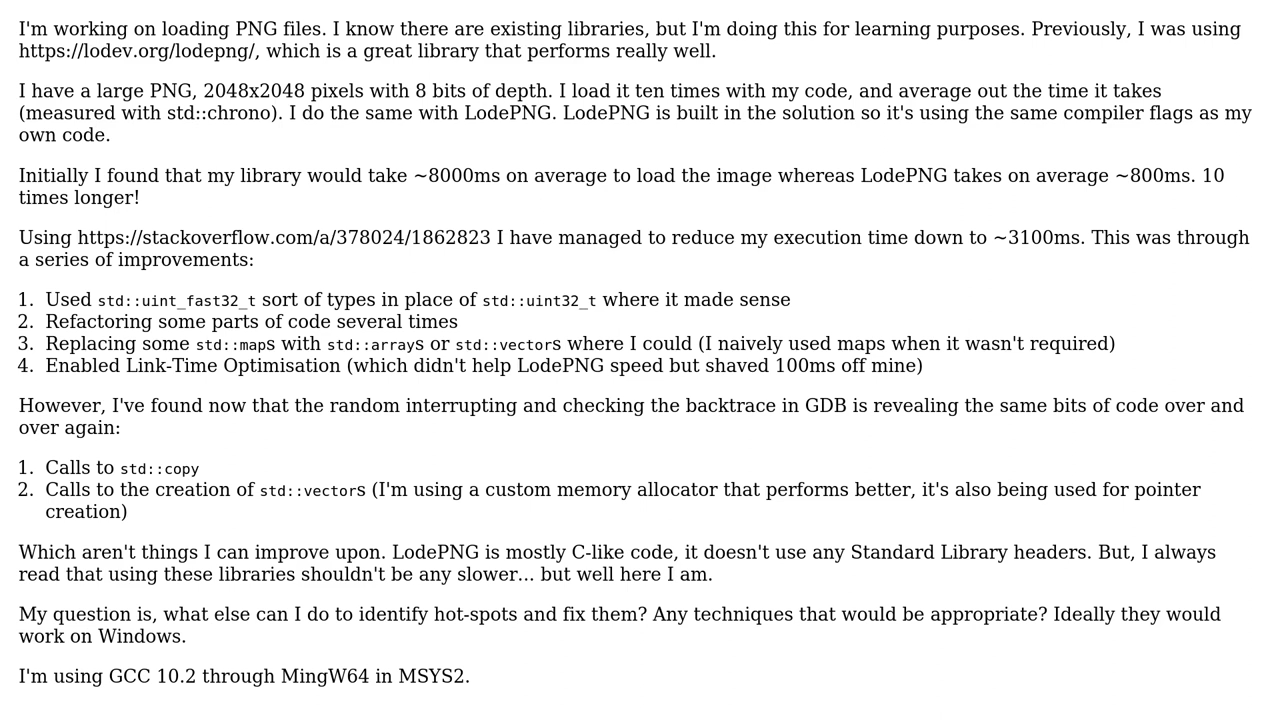 I'm working on loading PNG files. I know there are existing libraries, but I'm doing this for learning purposes. Previously, I was using
https://lodev.org/lodepng/, which is a great library that performs really well.
I have a large PNG, 2048x2048 pixels with 8 bits of depth. I load it ten times with my code, and average out the time it takes
(measured with std::chrono). I do the same with LodePNG. LodePNG is built in the solution so it's using the same compiler flags as my
own code.
Initially I found that my library would take ~8000ms on average to load the image whereas LodePNG takes on average ~800ms. 10
times longer!
Using https://stackoverflow.com/a/378024/1862823 I have managed to reduce my execution time down to ~3100ms. This was through
a series of improvements:
1. Used std::uint_fast32_t sort of types in place of std::uint32_t where it made sense
2. Refactoring some parts of code several times
3. Replacing some std::maps with std::arrays or std::vectors where I could (I naively used maps when it wasn't required)
4. Enabled Link-Time Optimisation (which didn't help LodePNG speed but shaved 100ms off mine)
However, I've found now that the random interrupting and checking the backtrace in GDB is revealing the same bits of code over and
over again:
1. Calls to std::copy
2. Calls to the creation of std::vectors (I'm using a custom memory allocator that performs better, it's also being used for pointer
creation)
Which aren't things I can improve upon. LodePNG is mostly C-like code, it doesn't use any Standard Library headers. But, I always
read that using these libraries shouldn't be any slower... but well here I am.
My question is, what else can I do to identify hot-spots and fix them? Any techniques that would be appropriate? Ideally they would
work on Windows.
I'm using GCC 10.2 through MingW64 in MSYS2.